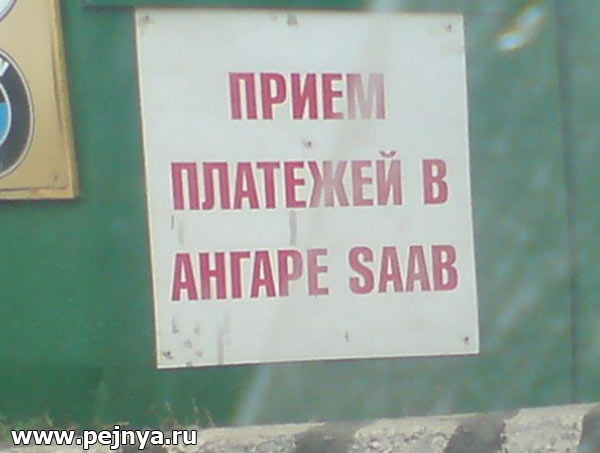 ПРИЕМ
ПЛАТЕЖЕЙ В
АНГАРЕ SAAB
www.pejnya.ru